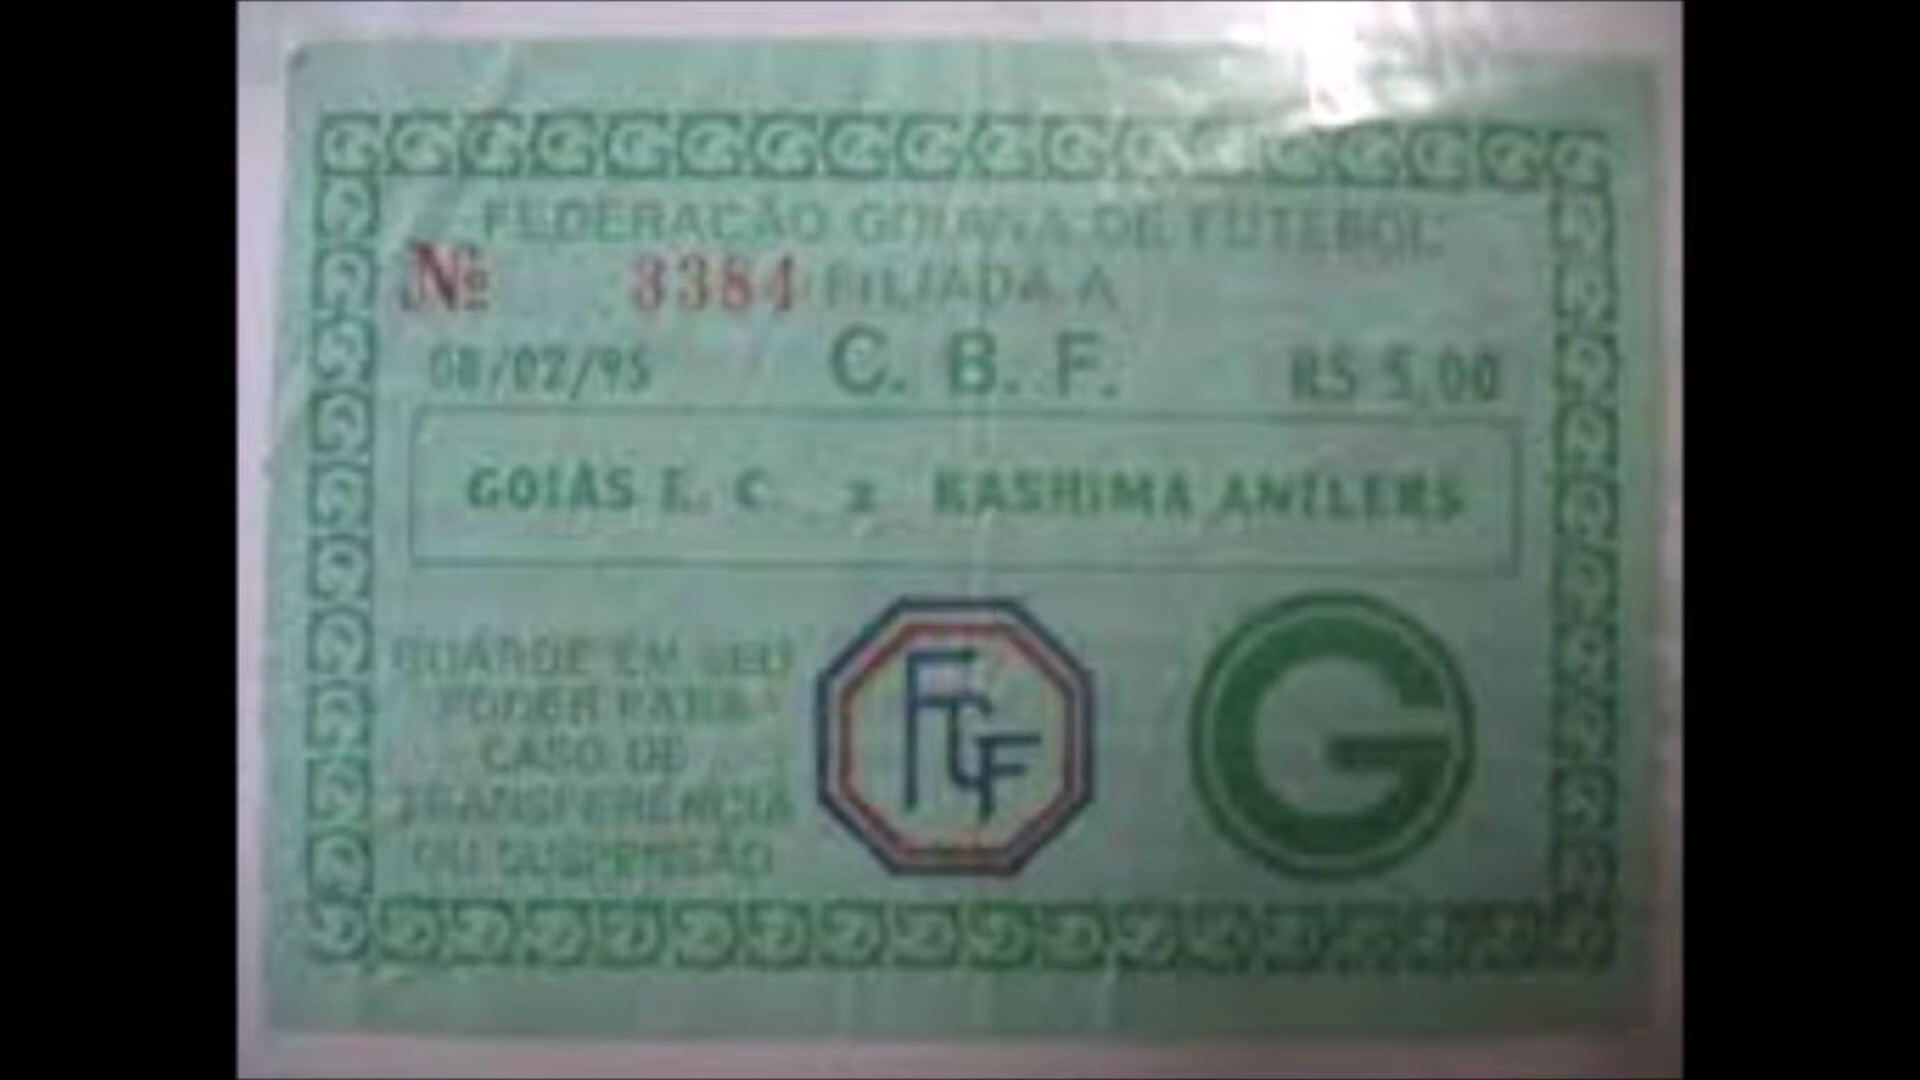 FEDERAÇÃO GOIANA DE FUTEBOL
Nº 3384 FILIADA A
08/02/95 C. B. F. R$ 5,00
GOIÁS E. C. x KASHIMA ANTLERS
GUARDE EM SEU
PODER PARA
CASO DE
TRANSFERÊNCIA
OU SUSPENSÃO
FGF
G